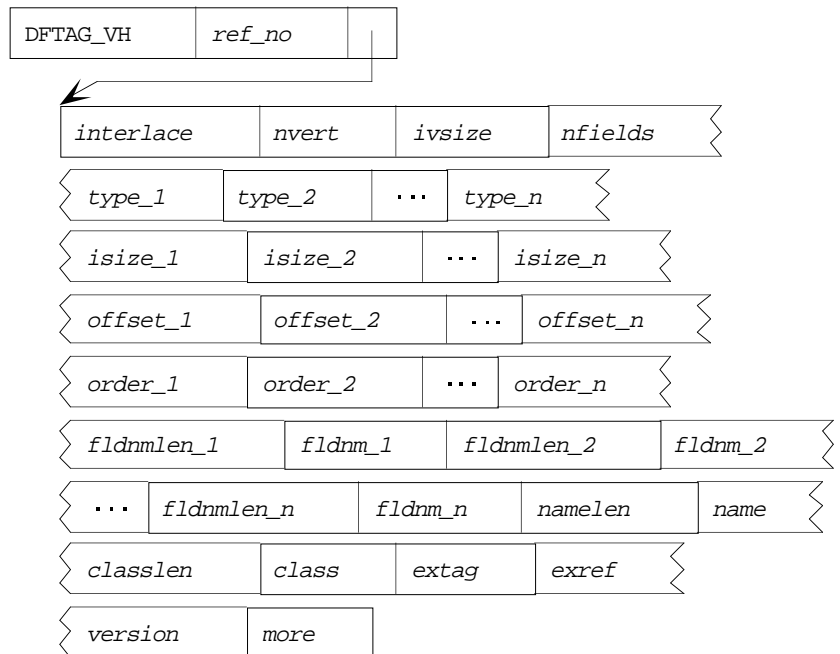 DFTAG_VH ref_no
interlace nvert ivsize nfields
type_1 type_2 ... type_n
isize_1 isize_2 ... isize_n
offset_1 offset_2 ... offset_n
order_1 order_2 ... order_n
fldnmlen_1 fldnm_1 fldnmlen_2 fldnm_2
... fldnmlen_n fldnm_n namelen name
classlen class extag exref
version more